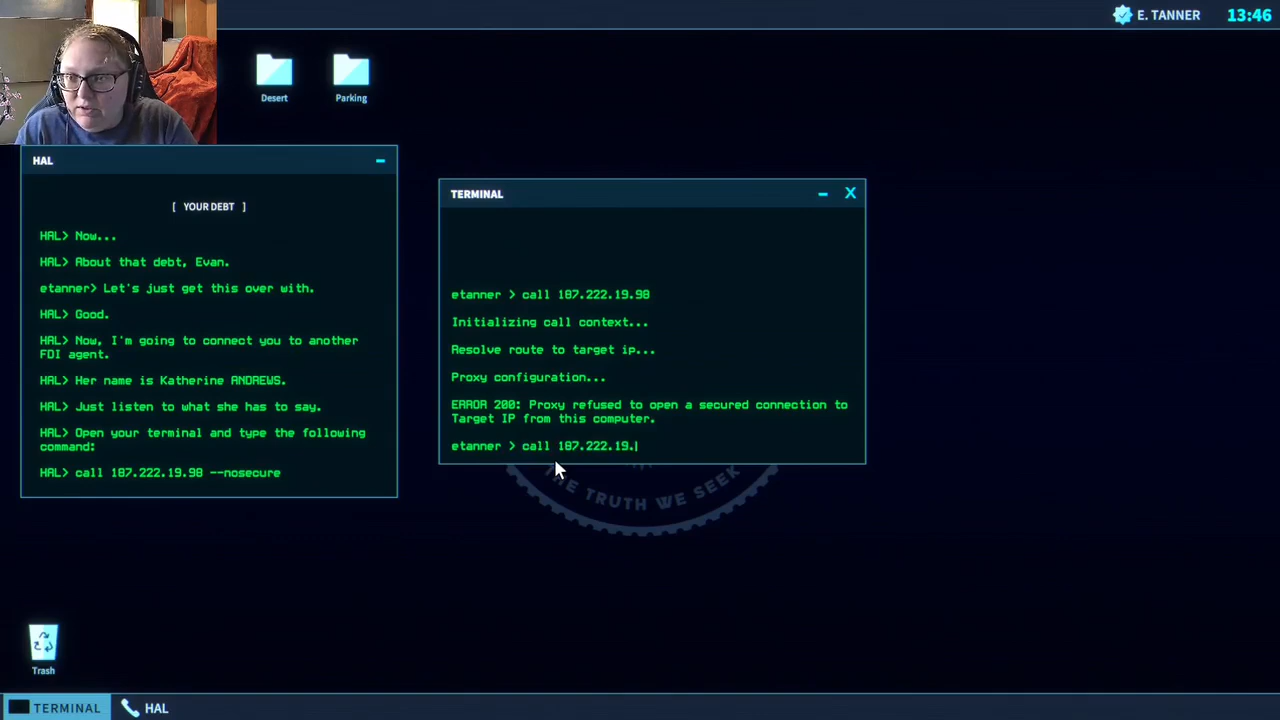 E. TANNER
13:46
Desert
Parking
HAL
[ YOUR DEBT ]
HAL> Now...
HAL> About that debt, Evan.
etanner> Let's just get this over with.
HAL> Good.
HAL> Now, I'm going to connect you to another
FDI agent.
HAL> Her name is Katherine ANDREWS.
HAL> Just listen to what she has to say.
HAL> Open your terminal and type the following
command:
HAL> call 187.222.19.98 --nosecure
TERMINAL
etanner > call 187.222.19.98
Initializing call context...
Resolve route to target ip...
Proxy configuration...
ERROR 200: Proxy refused to open a secured connection to
Target IP from this computer.
etanner > call 187.222.19.
THE TRUTH WE SEEK
Trash
TERMINAL
HAL